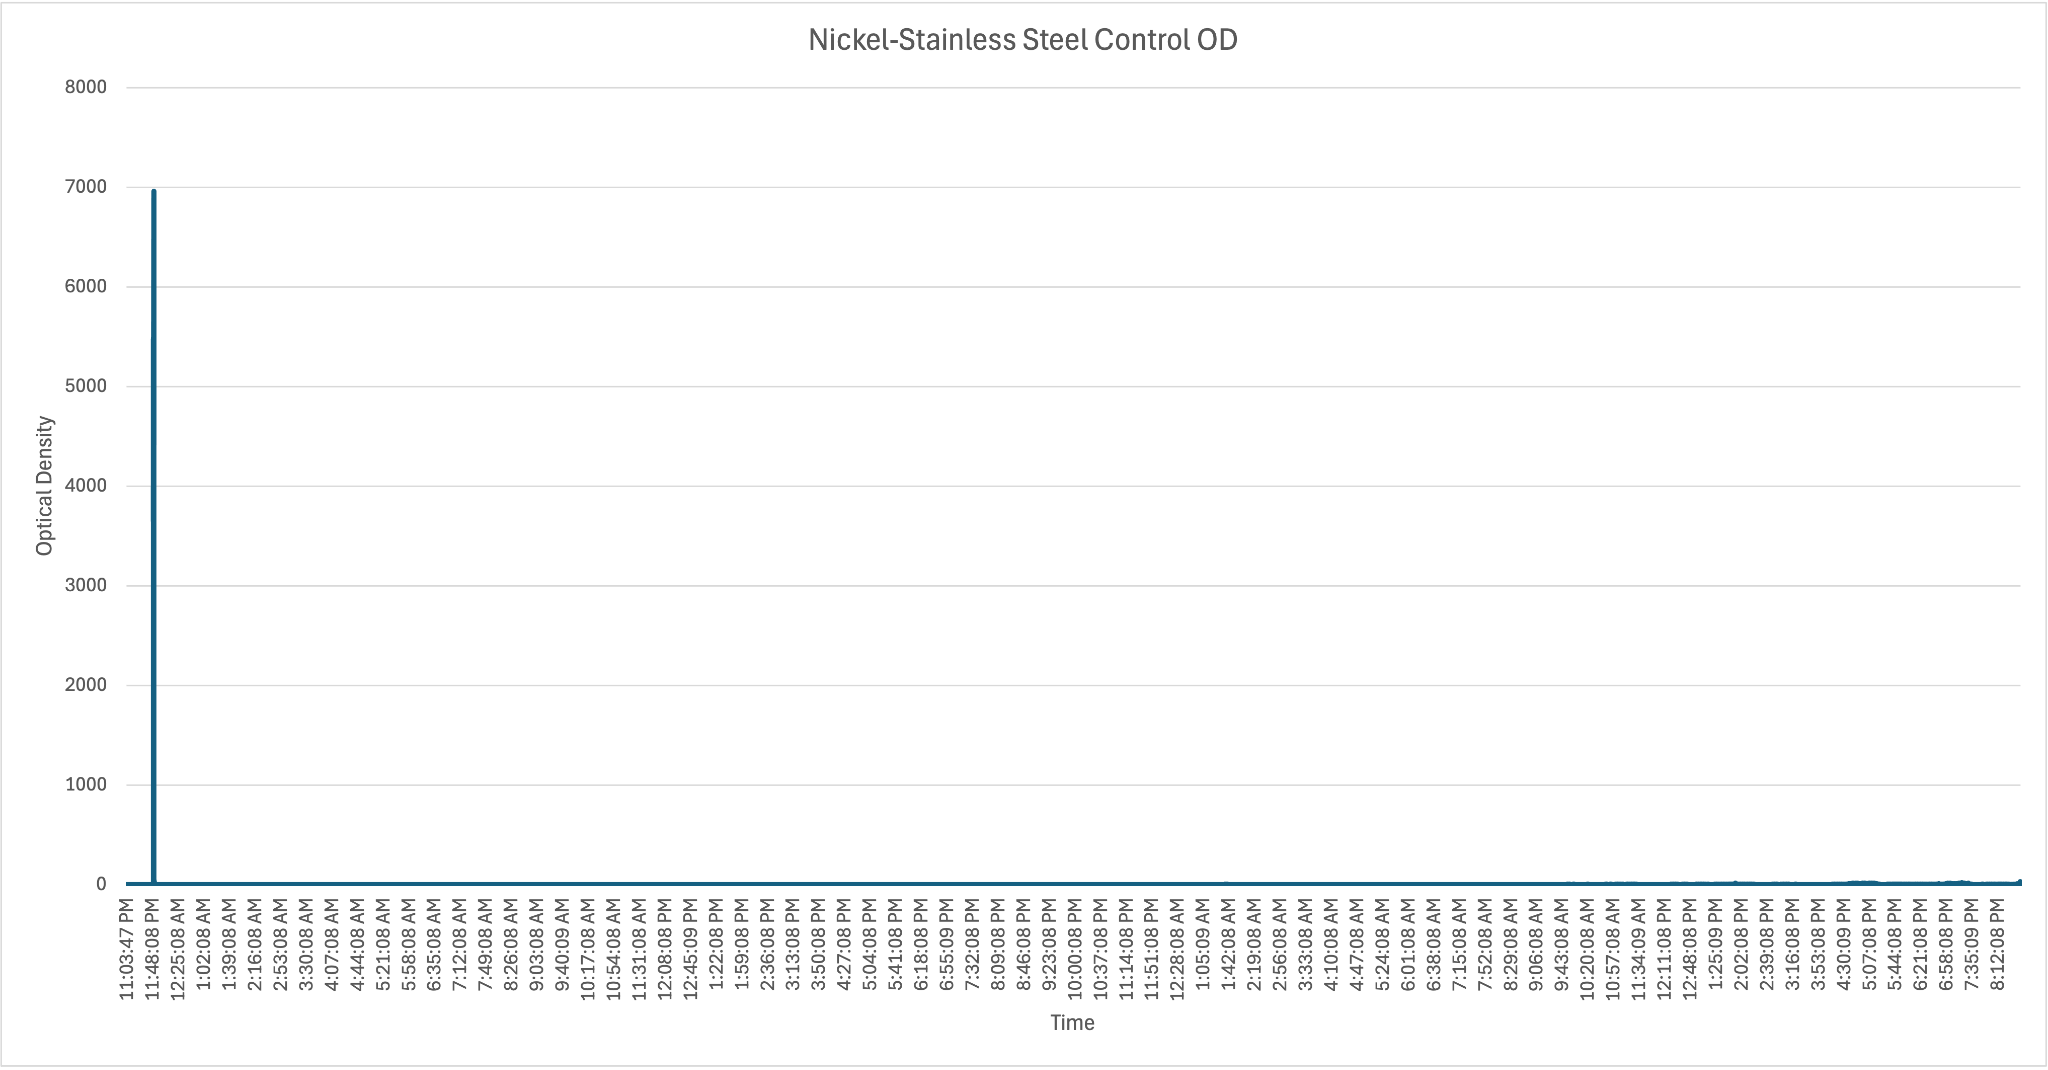 Nickel-Stainless Steel Control OD
8000
7000
6000
5000
4000
3000
2000
1000
0
Optical Density
11:03:47 PM
11:48:08 PM
12:25:08 AM
1:02:08 AM
1:39:08 AM
2:16:08 AM
2:53:08 AM
3:30:08 AM
4:07:08 AM
4:44:08 AM
5:21:08 AM
5:58:08 AM
6:35:08 AM
7:12:08 AM
7:49:08 AM
8:26:08 AM
9:03:08 AM
9:40:09 AM
10:17:08 AM
10:54:08 AM
11:31:08 AM
12:08:08 PM
12:45:09 PM
1:22:08 PM
1:59:08 PM
2:36:08 PM
3:13:08 PM
3:50:08 PM
4:27:08 PM
5:04:08 PM
5:41:08 PM
6:18:08 PM
6:55:09 PM
7:32:08 PM
8:09:08 PM
8:46:08 PM
9:23:08 PM
10:00:08 PM
10:37:08 PM
11:14:08 PM
11:51:08 PM
12:28:08 AM
1:05:09 AM
1:42:08 AM
2:19:08 AM
2:56:08 AM
3:33:08 AM
4:10:08 AM
4:47:08 AM
5:24:08 AM
6:01:08 AM
6:38:08 AM
7:15:08 AM
7:52:08 AM
8:29:08 AM
9:06:08 AM
9:43:08 AM
10:20:08 AM
10:57:08 AM
11:34:09 AM
12:11:08 PM
12:48:08 PM
1:25:09 PM
2:02:08 PM
2:39:08 PM
3:16:08 PM
3:53:08 PM
4:30:09 PM
5:07:08 PM
5:44:08 PM
6:21:08 PM
6:58:08 PM
7:35:09 PM
8:12:08 PM
Time